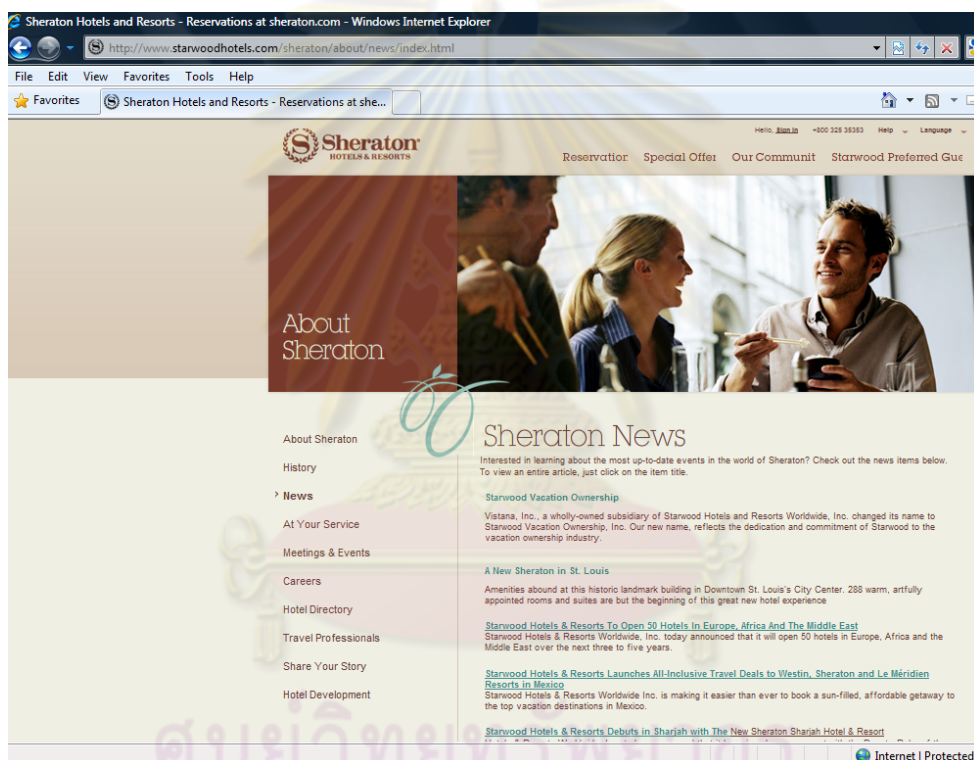 Sheraton Hotels and Resorts - Reservations at sheraton.com - Windows Internet Explorer
http://www.starwoodhotels.com/sheraton/about/news/index.html
File Edit View Favorites Tools Help
Favorites
Sheraton Hotels and Resorts - Reservations at she...
Hello, Sign In +800 325 35353 Help Language
Sheraton
HOTELS & RESORTS
Reservation Special Offer Our Communit Starwood Preferred Gue
About
Sheraton
About Sheraton
History
News
At Your Service
Meetings & Events
Careers
Hotel Directory
Travel Professionals
Share Your Story
Hotel Development
Sheraton News
Interested in learning about the most up-to-date events in the world of Sheraton? Check out the news items below.
To view an entire article, just click on the item title.
Starwood Vacation Ownership
Vistana, Inc., a wholly-owned subsidiary of Starwood Hotels and Resorts Worldwide, Inc. changed its name to
Starwood Vacation Ownership, Inc. Our new name, reflects the dedication and commitment of Starwood to the
vacation ownership industry.
A New Sheraton in St. Louis
Amenities abound at this historic landmark building in Downtown St. Louis's City Center. 288 warm, artfully
appointed rooms and suites are but the beginning of this great new hotel experience
Starwood Hotels & Resorts To Open 50 Hotels In Europe, Africa And The Middle East
Starwood Hotels & Resorts Worldwide, Inc. today announced that it will open 50 hotels in Europe, Africa and the
Middle East over the next three to five years.
Starwood Hotels & Resorts Launches All-Inclusive Travel Deals to Westin, Sheraton and Le Méridien
Resorts in Mexico
Starwood Hotels & Resorts Worldwide Inc. is making it easier than ever to book a sun-filled, affordable getaway to
the top vacation destinations in Mexico.
Starwood Hotels & Resorts Debuts in Sharjah with The New Sheraton Sharjah Hotel & Resort
Internet | Protected